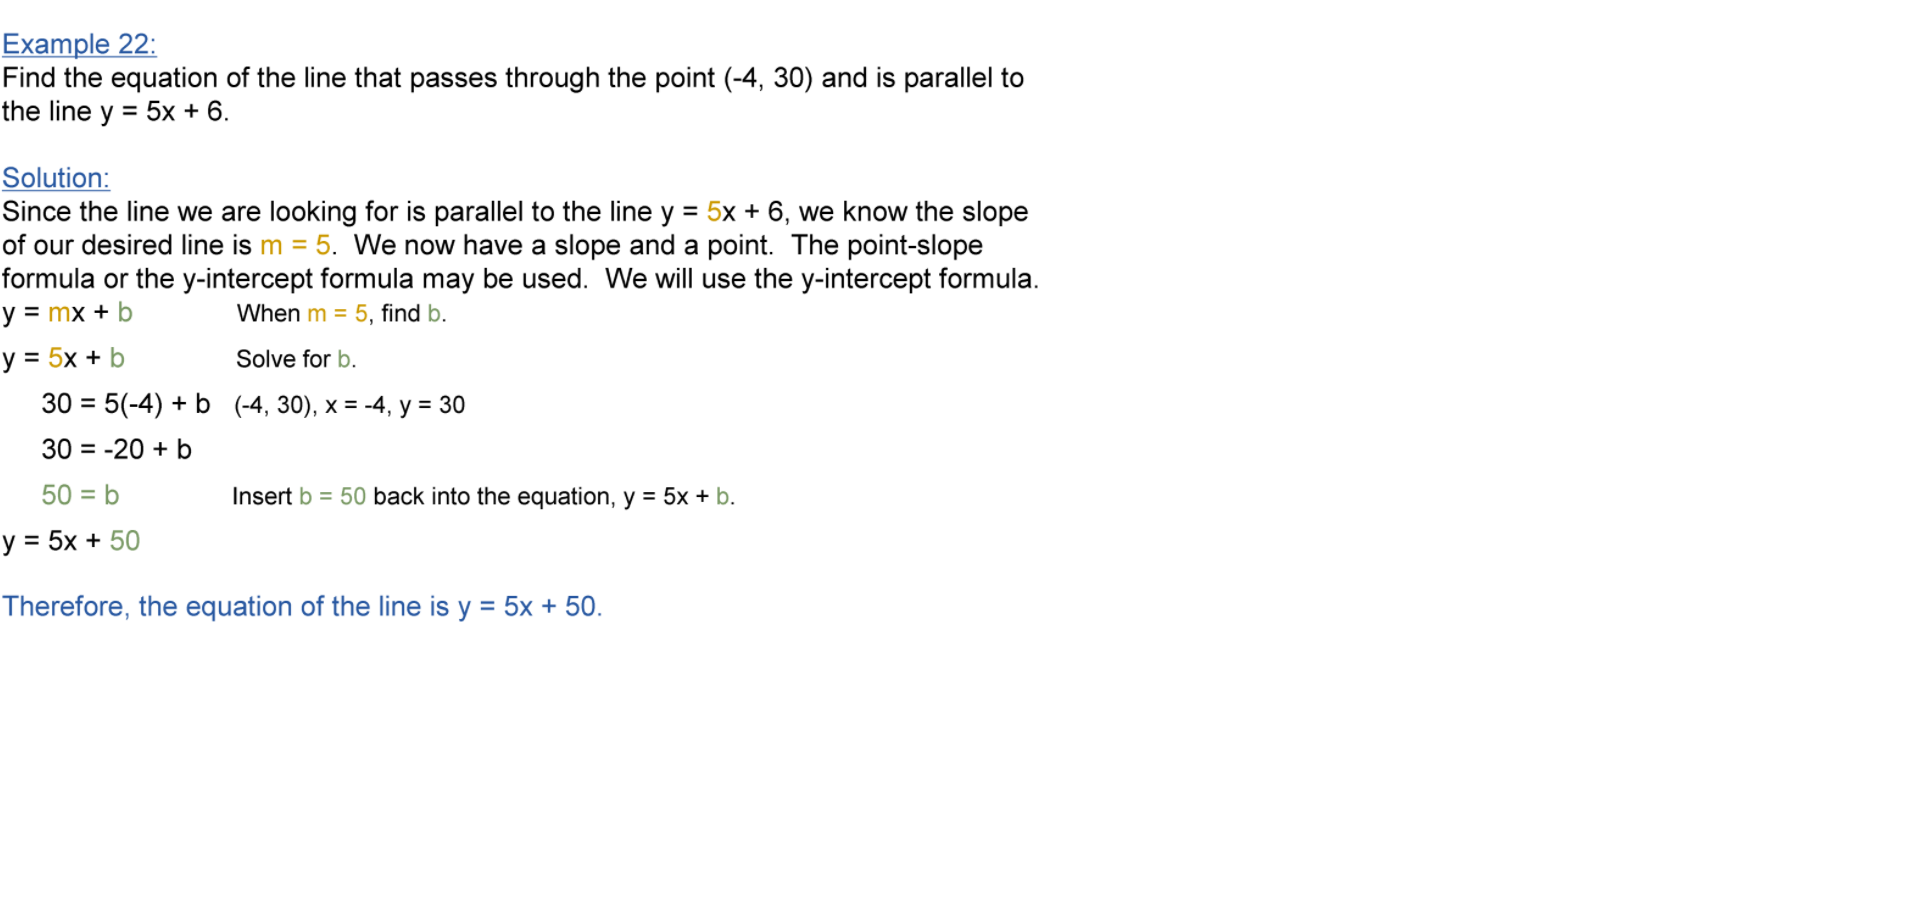 Example 22:
Find the equation of the line that passes through the point (-4, 30) and is parallel to
the line y = 5x + 6.
Solution:
Since the line we are looking for is parallel to the line y = 5x + 6, we know the slope
of our desired line is m = 5.  We now have a slope and a point.  The point-slope
formula or the y-intercept formula may be used.  We will use the y-intercept formula.
y = mx + b When m = 5, find b.
y = 5x + b Solve for b.
30 = 5(-4) + b (-4, 30), x = -4, y = 30
30 = -20 + b
50 = b Insert b = 50 back into the equation, y = 5x + b.
y = 5x + 50
Therefore, the equation of the line is y = 5x + 50.